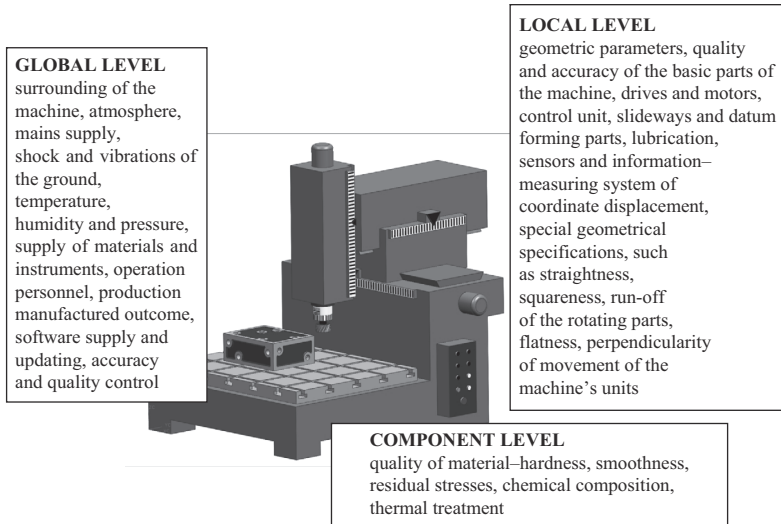 GLOBAL LEVEL
surrounding of the
machine, atmosphere,
mains supply,
shock and vibrations of
the ground,
temperature,
humidity and pressure,
supply of materials and
instruments, operation
personnel, production
manufactured outcome,
software supply and
updating, accuracy
and quality control
LOCAL LEVEL
geometric parameters, quality
and accuracy of the basic parts of
the machine, drives and motors,
control unit, slideways and datum
forming parts, lubrication,
sensors and information–
measuring system of
coordinate displacement,
special geometrical
specifications, such
as straightness,
squareness, run-off
of the rotating parts,
flatness, perpendicularity
of movement of the
machine’s units
COMPONENT LEVEL
quality of material–hardness, smoothness,
residual stresses, chemical composition,
thermal treatment